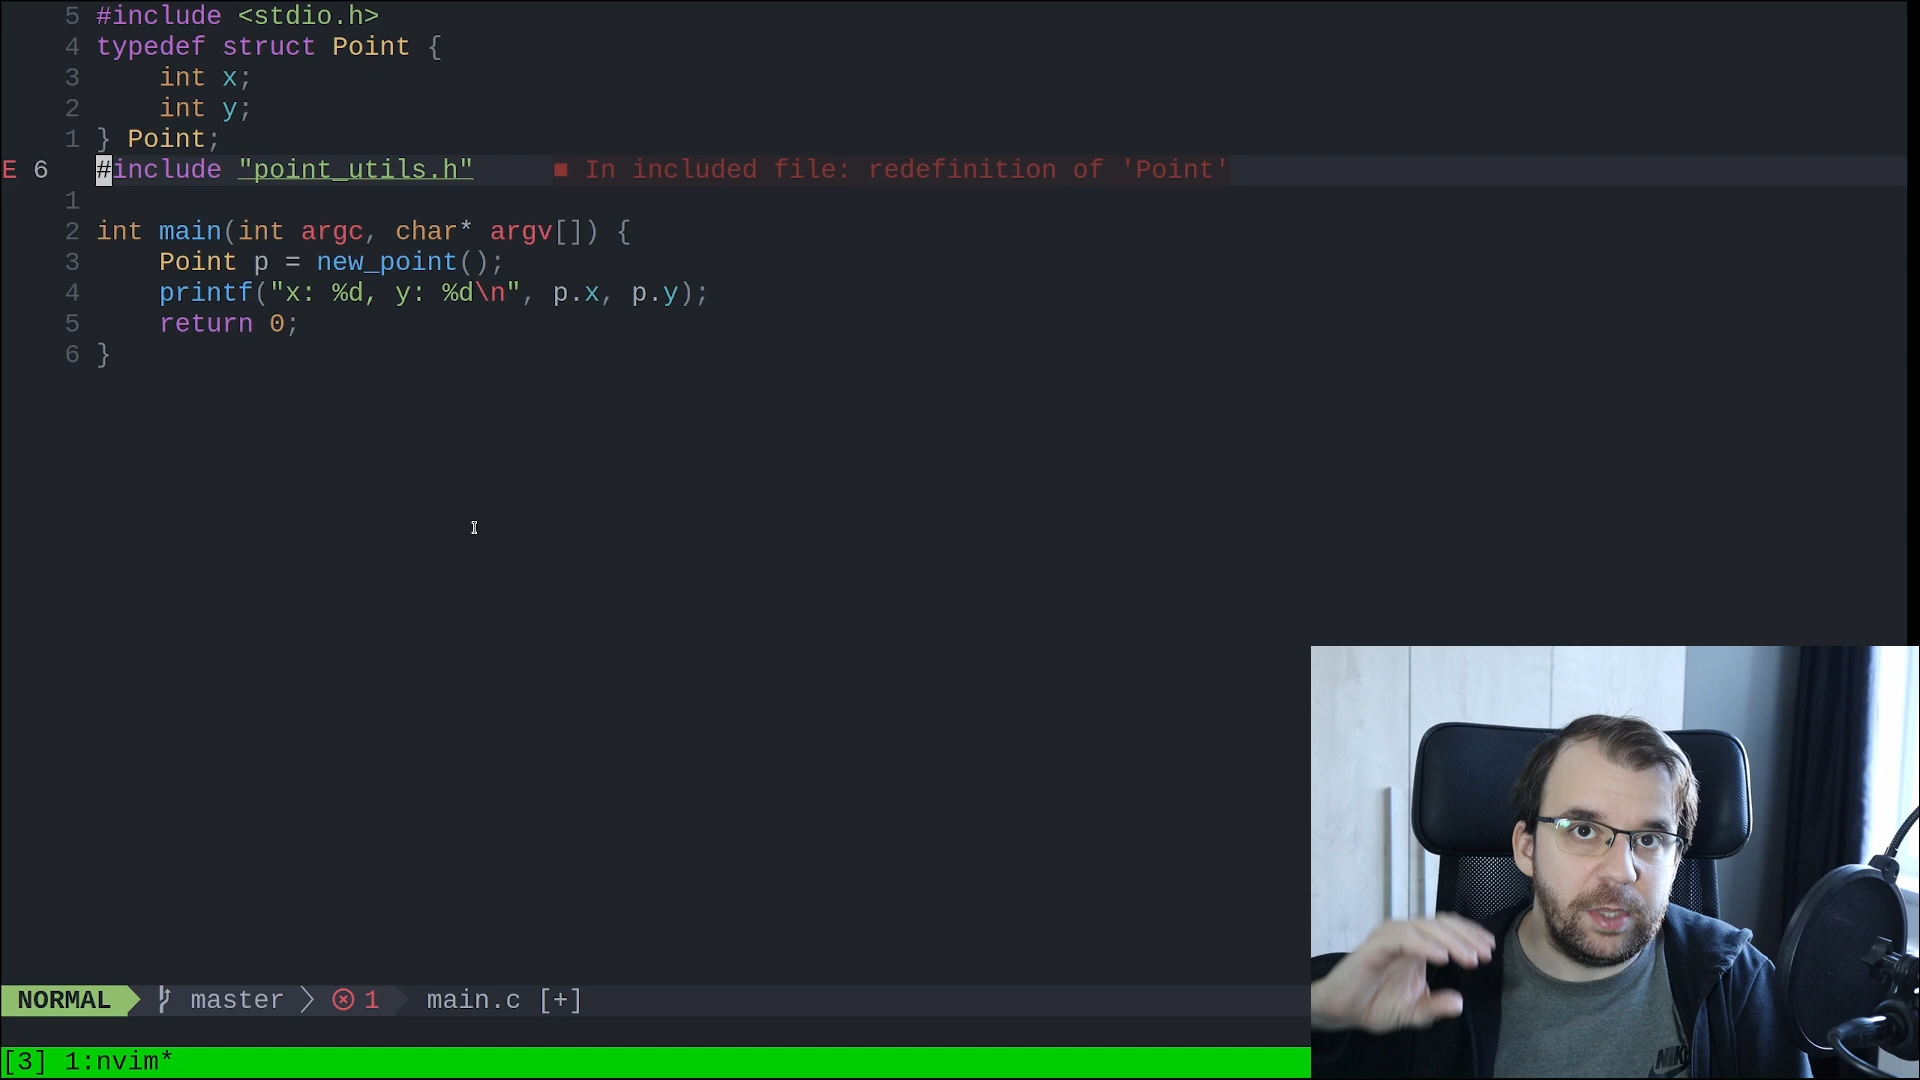 5 #include <stdio.h>
4 typedef struct Point {
3     int x;
2     int y;
1 } Point;
E 6 #include "point_utils.h"     ■ In included file: redefinition of 'Point'
1
2 int main(int argc, char* argv[]) {
3     Point p = new_point();
4     printf("x: %d, y: %d\n", p.x, p.y);
5     return 0;
6 }
NORMAL master 1 main.c [+]
[3] 1:nvim*
NIKE